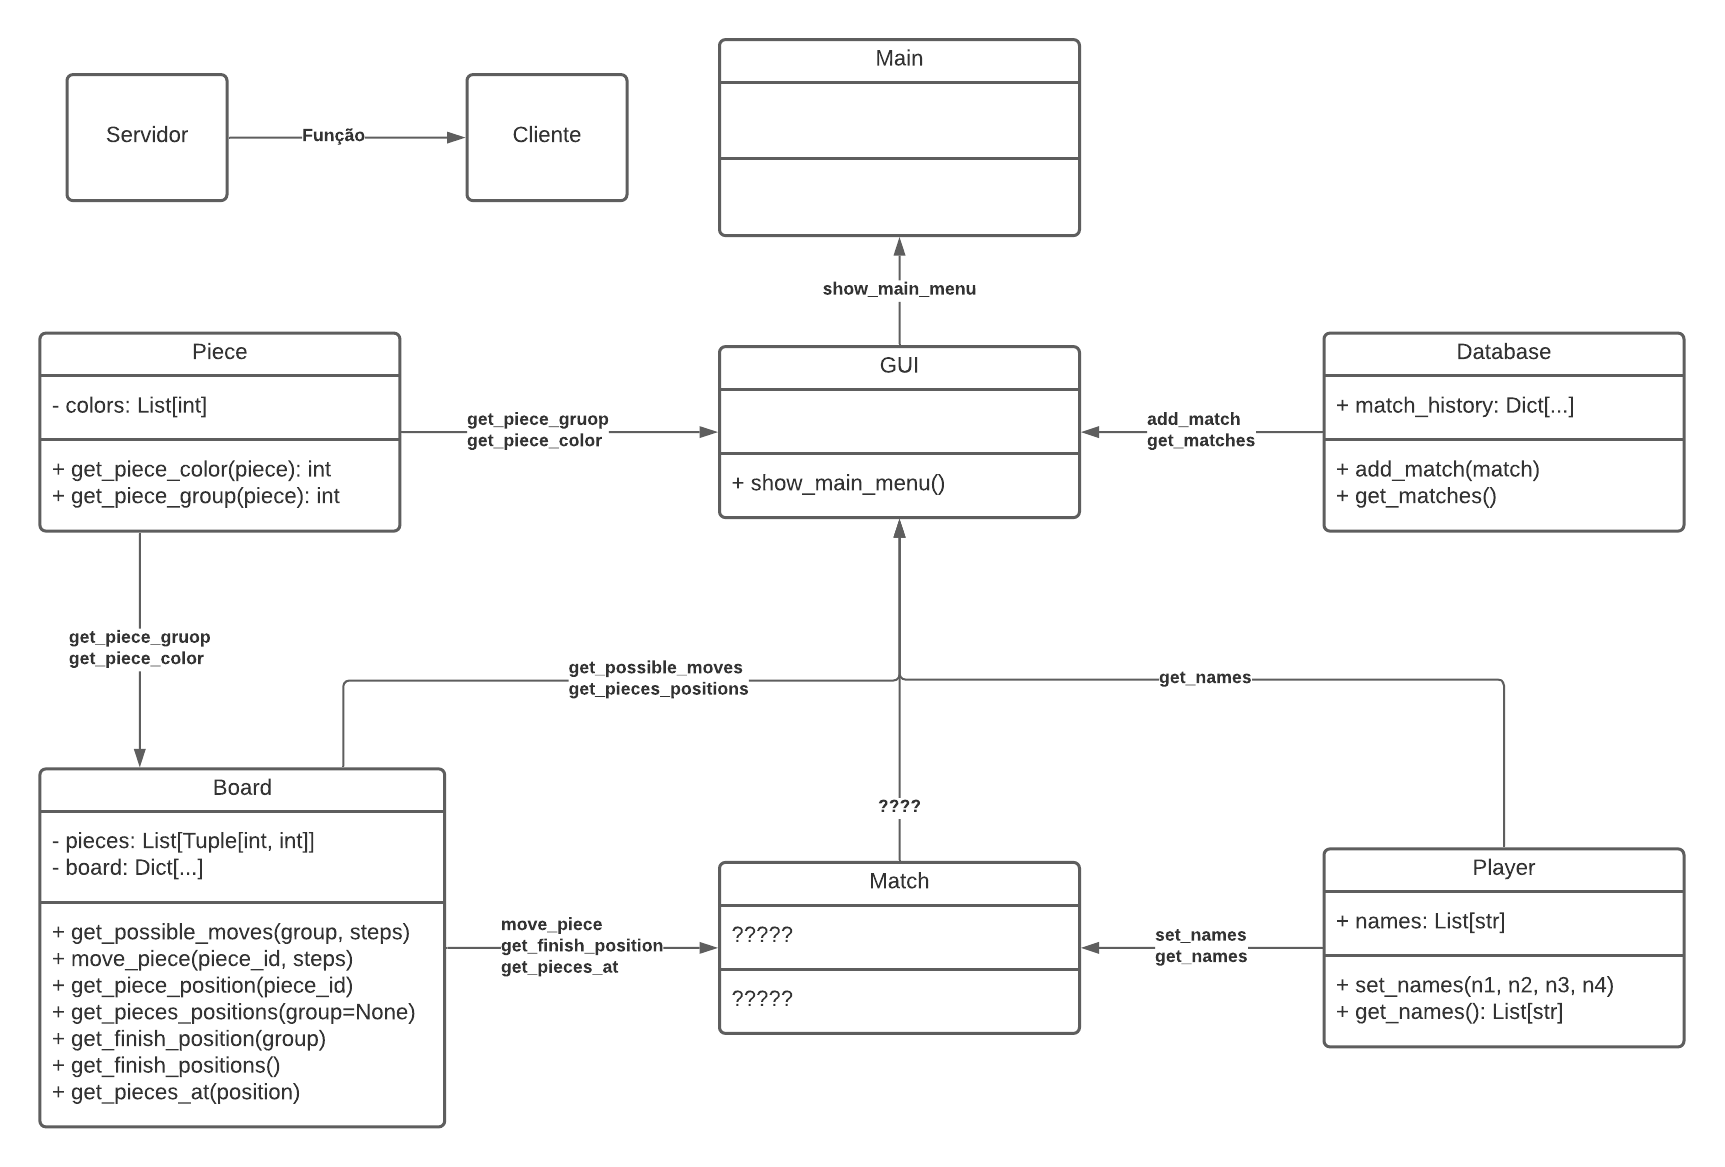 Main
Servidor
Função
Cliente
show_main_menu
Piece
- colors: List[int]
+ get_piece_color(piece): int
+ get_piece_group(piece): int
get_piece_gruop
get_piece_color
GUI
+ show_main_menu()
add_match
get_matches
Database
+ match_history: Dict[...]
+ add_match(match)
+ get_matches()
get_piece_gruop
get_piece_color
get_possible_moves
get_pieces_positions
get_names
????
Board
- pieces: List[Tuple[int, int]]
- board: Dict[...]
+ get_possible_moves(group, steps)
+ move_piece(piece_id, steps)
+ get_piece_position(piece_id)
+ get_pieces_positions(group=None)
+ get_finish_position(group)
+ get_finish_positions()
+ get_pieces_at(position)
move_piece
get_finish_position
get_pieces_at
Match
?????
?????
set_names
get_names
Player
+ names: List[str]
+ set_names(n1, n2, n3, n4)
+ get_names(): List[str]